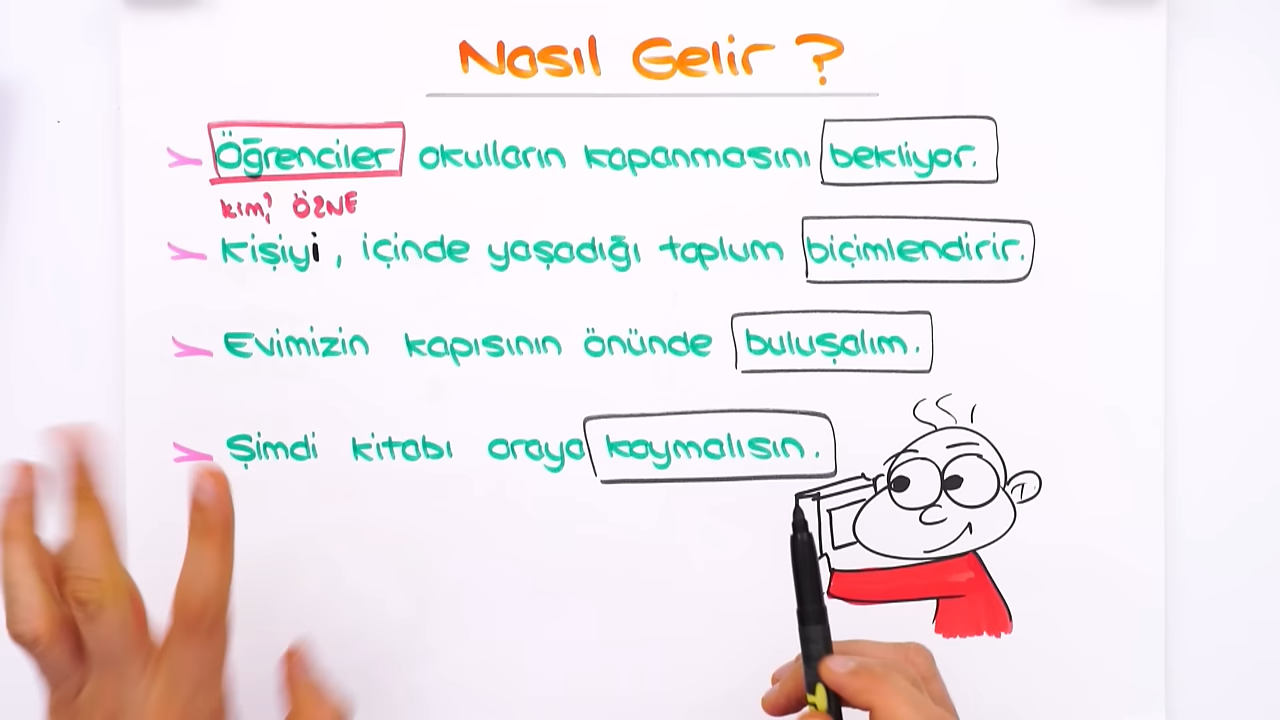 Nasıl Gelir ?
Öğrenciler okulların kapanmasını bekliyor.
kim? ÖZNE
Kişiyi, içinde yaşadığı toplum biçimlendirir.
Evimizin kapısının önünde buluşalım.
Şimdi kitabı oraya koymalısın.